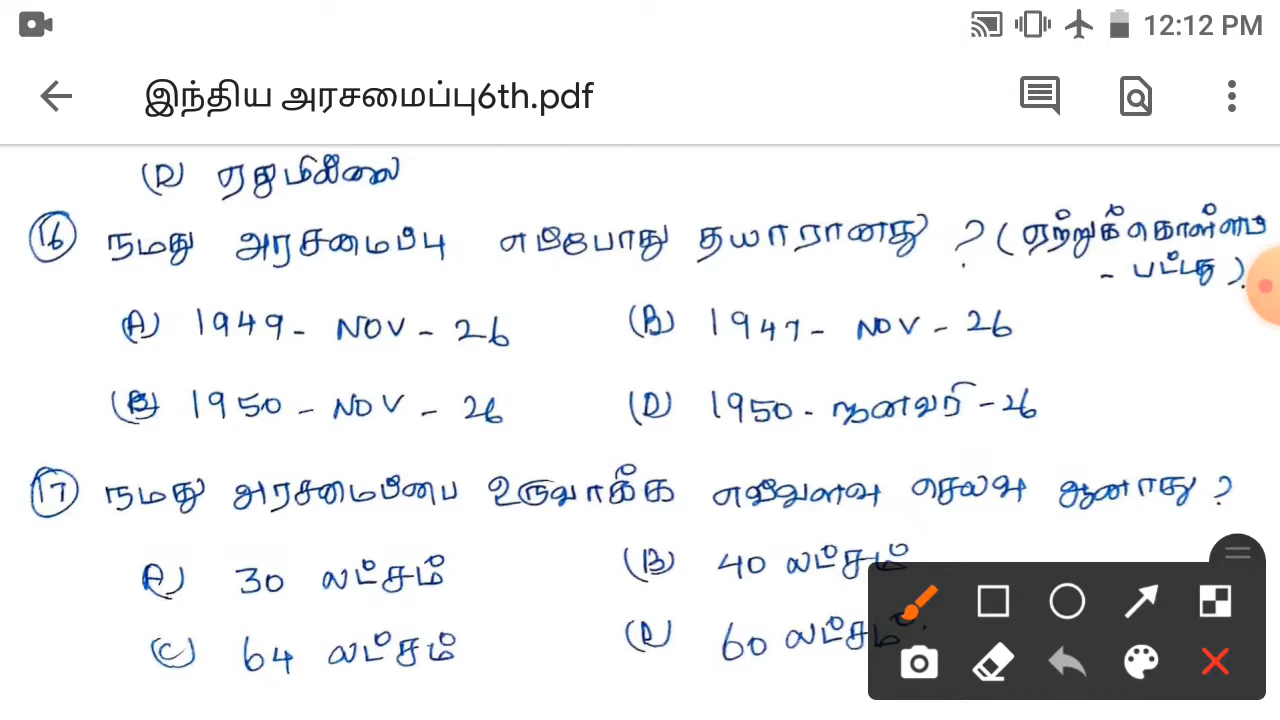 12:12 PM
இந்திய அரசமைப்பு6th.pdf
(D) ஏதுமில்லை
16 நமது அரசமைப்பு எப்போது தயாரானது ? (ஏற்றுக்கொள்ளப்
- பட்டது).
(A) 1949 - NOV - 26 (B) 1947 - NOV - 26
(B) 1950 - NOV - 26 (D) 1950 - ஜனவரி - 26
17 நமது அரசமைப்பை உருவாக்க எவ்வளவு செலவு ஆனாது ?
A) 30 லட்சம் (B) 40 லட்சம்
(C) 64 லட்சம் (D) 60 லட்சம்.